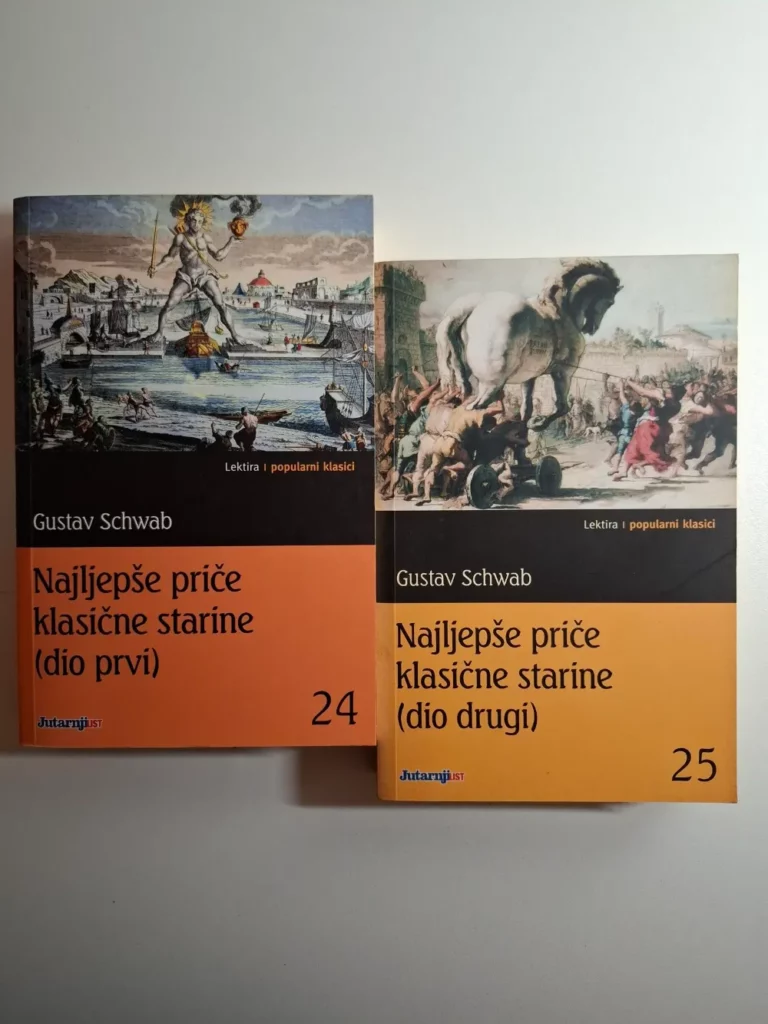 Lektira | popularni klasici
Gustav Schwab
Najljepše priče
klasične starine
(dio prvi)
24
Jutarnji LIST
Lektira | popularni klasici
Gustav Schwab
Najljepše priče
klasične starine
(dio drugi)
25
Jutarnji LIST